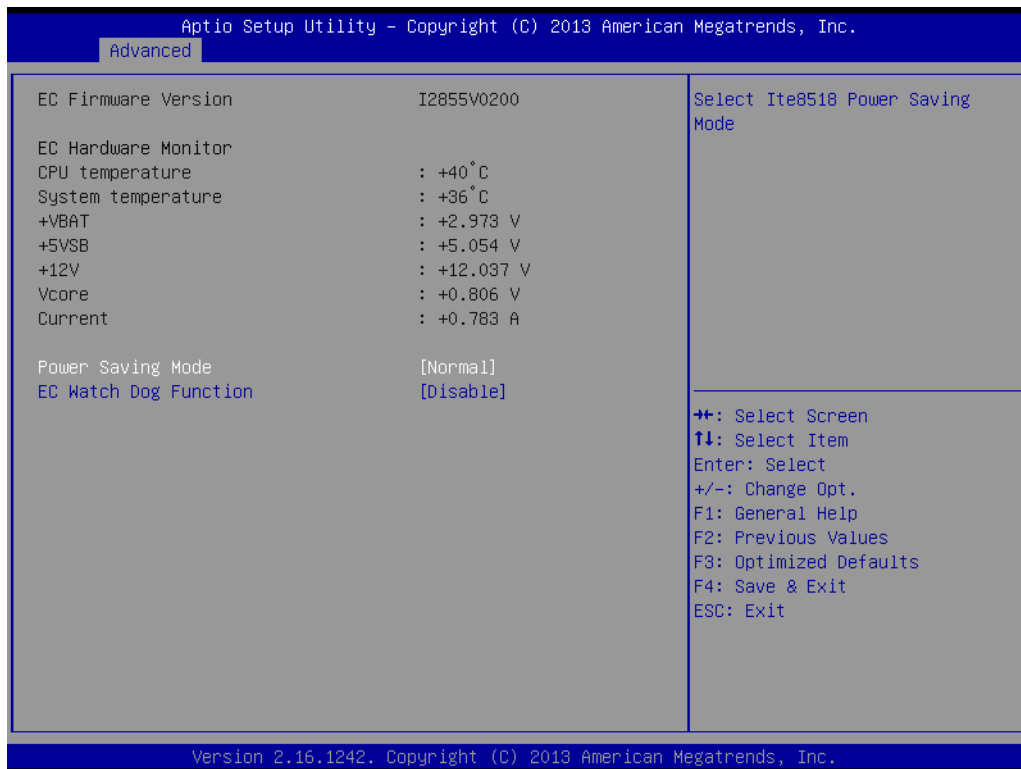 Aptio Setup Utility – Copyright (C) 2013 American Megatrends, Inc.
Advanced
EC Firmware Version I2855V0200
EC Hardware Monitor
CPU temperature : +40°C
System temperature : +36°C
+VBAT : +2.973 V
+5VSB : +5.054 V
+12V : +12.037 V
Vcore : +0.806 V
Current : +0.783 A
Power Saving Mode [Normal]
EC Watch Dog Function [Disable]
Select Ite8518 Power Saving
Mode
→←: Select Screen
↑↓: Select Item
Enter: Select
+/-: Change Opt.
F1: General Help
F2: Previous Values
F3: Optimized Defaults
F4: Save & Exit
ESC: Exit
Version 2.16.1242. Copyright (C) 2013 American Megatrends, Inc.